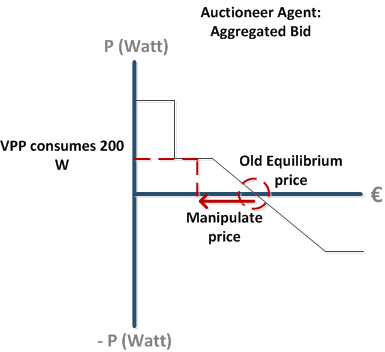 Auctioneer Agent:
Aggregated Bid
P (Watt)
VPP consumes 200
W
Old Equilibrium
price
€
Manipulate
price
- P (Watt)